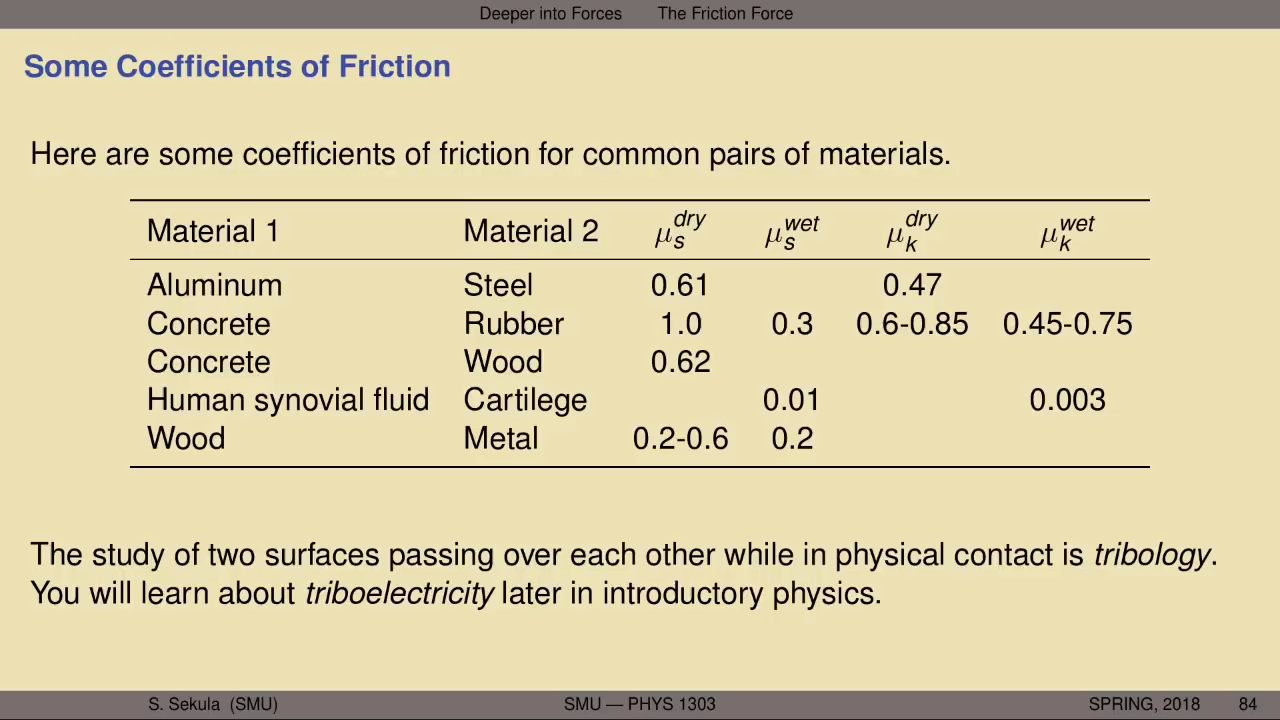 Deeper into Forces The Friction Force
Some Coefficients of Friction
Here are some coefficients of friction for common pairs of materials.
Material 1 Material 2 μ_s^dry μ_s^wet μ_k^dry μ_k^wet
Aluminum Steel 0.61 0.47
Concrete Rubber 1.0 0.3 0.6-0.85 0.45-0.75
Concrete Wood 0.62
Human synovial fluid Cartilege 0.01 0.003
Wood Metal 0.2-0.6 0.2
The study of two surfaces passing over each other while in physical contact is tribology.
You will learn about triboelectricity later in introductory physics.
S. Sekula (SMU) SMU — PHYS 1303 SPRING, 2018 84